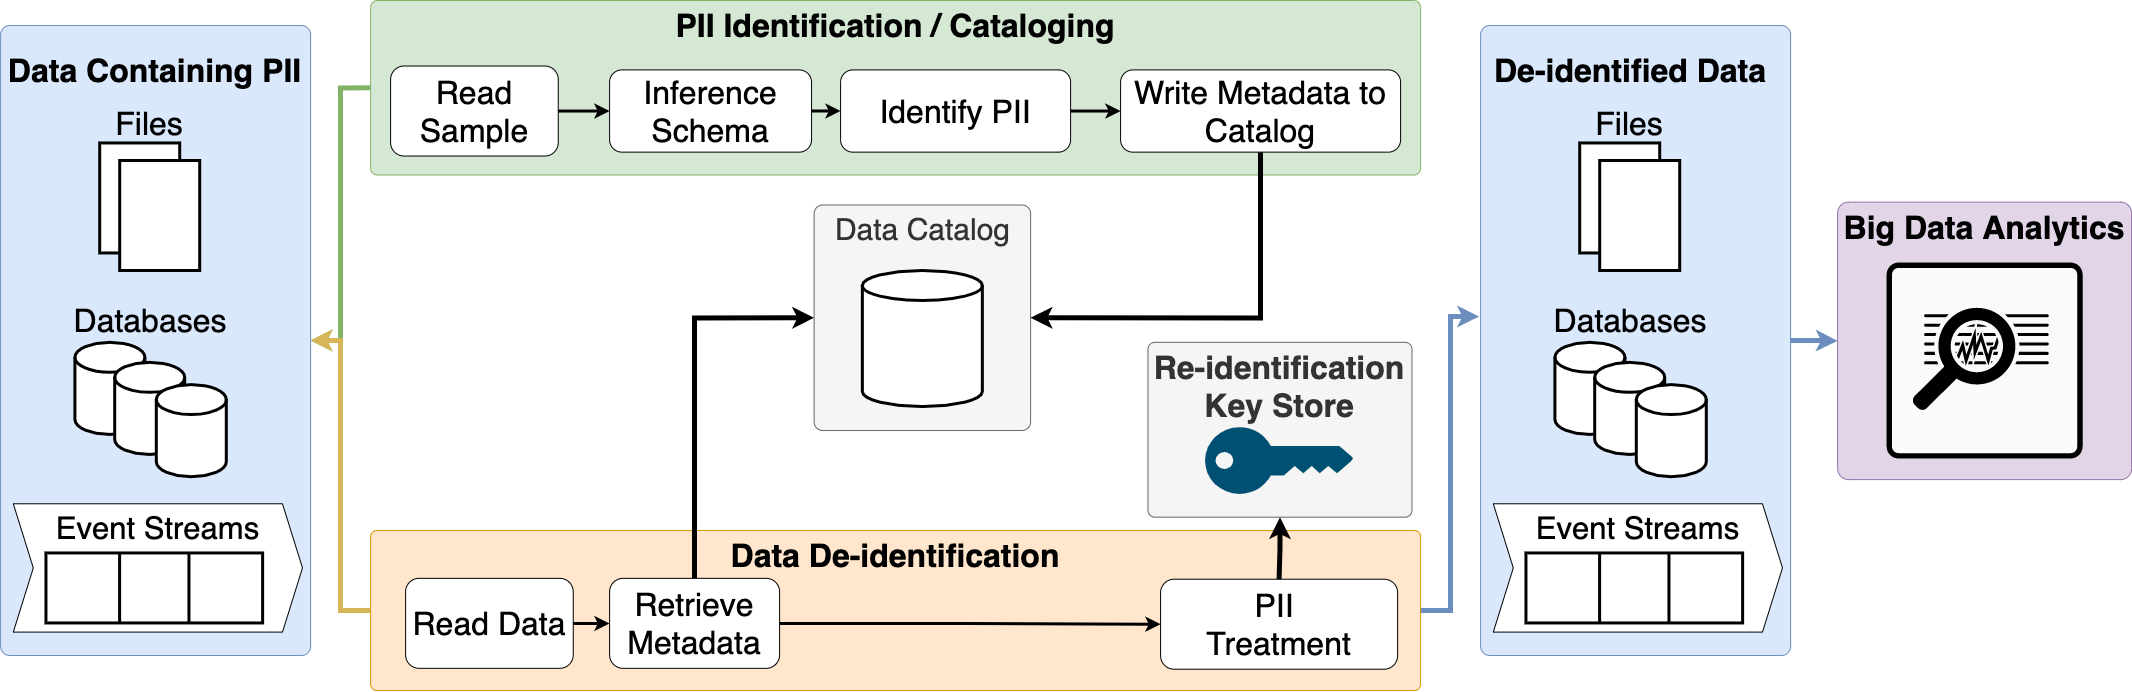 Data Containing PII
Files
Databases
Event Streams
PII Identification / Cataloging
Read
Sample
Inference
Schema
Identify PII
Write Metadata to
Catalog
Data Catalog
Re-identification
Key Store
Data De-identification
Read Data
Retrieve
Metadata
PII
Treatment
De-identified Data
Files
Databases
Event Streams
Big Data Analytics